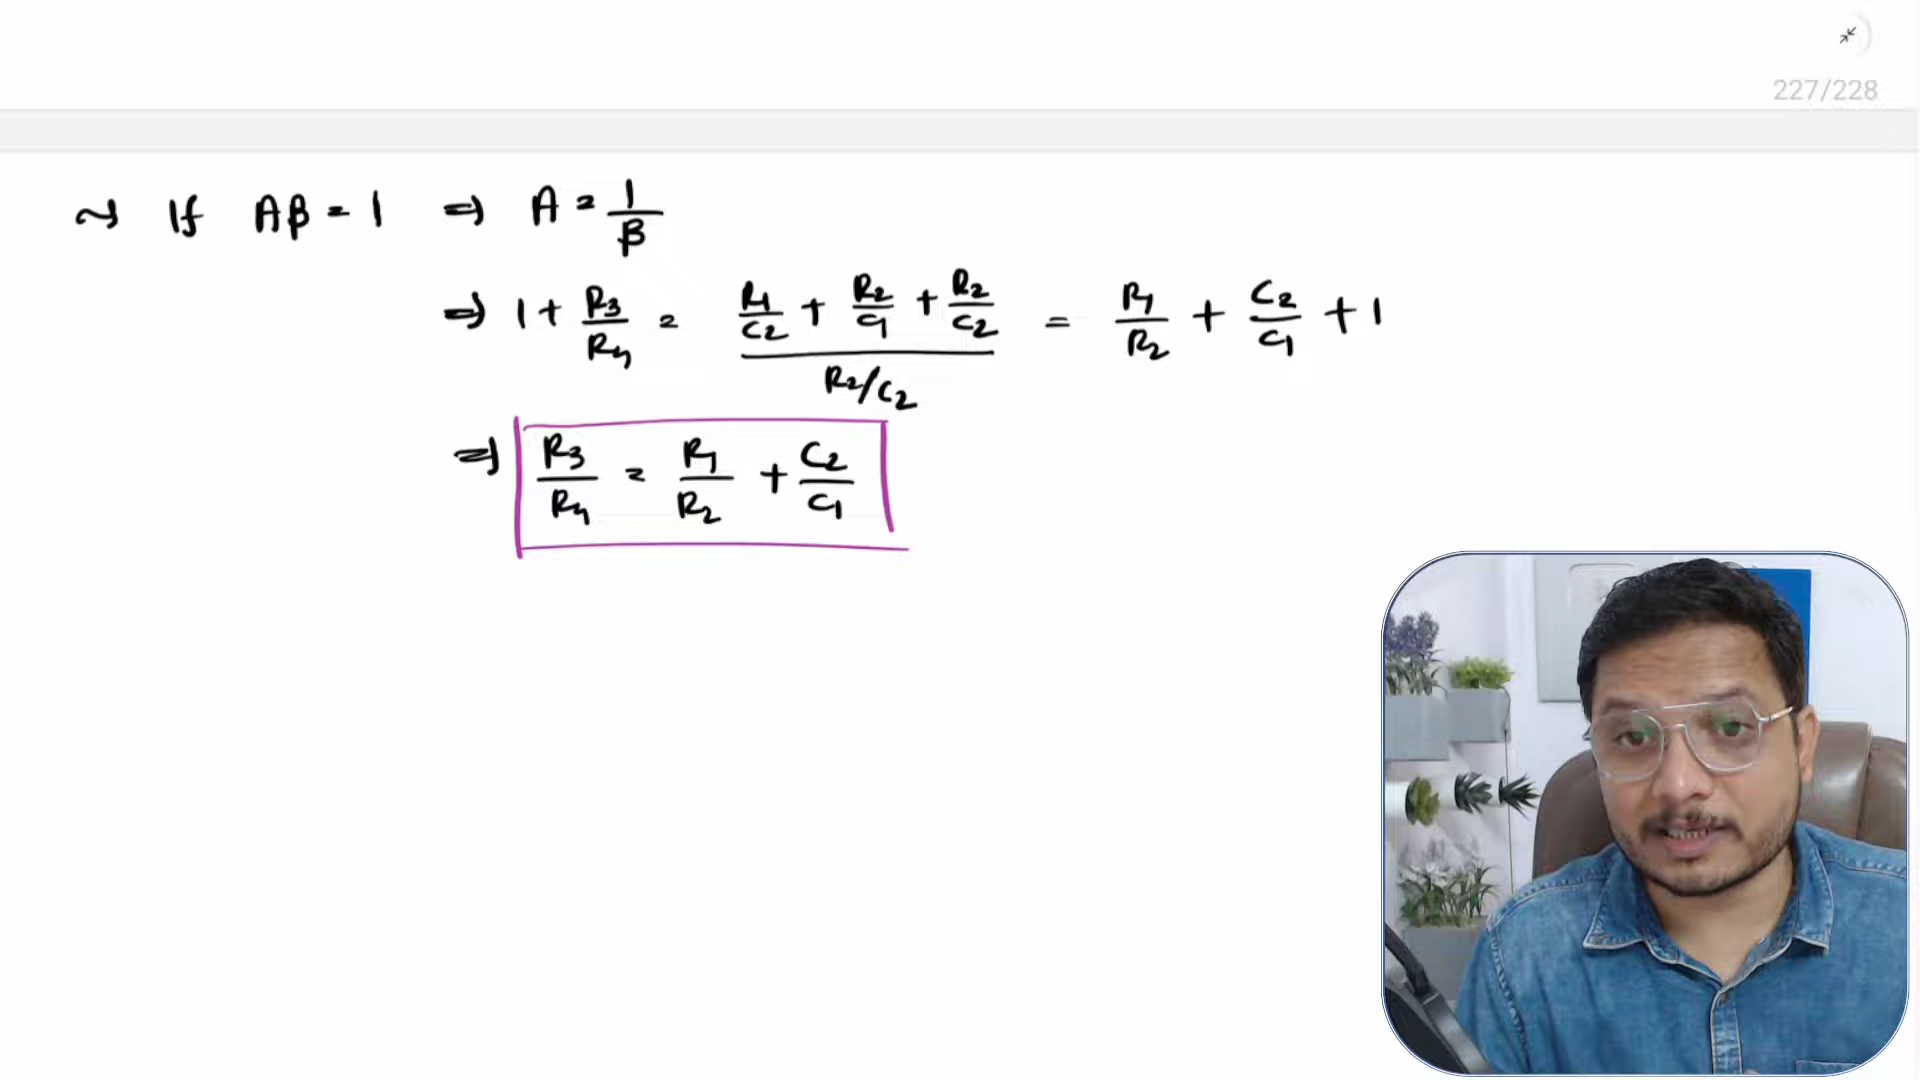 227/228
~> If Aβ = 1 ⇒ A = 1/β
⇒ 1 + R3/R4 = (R1/C2 + R2/C1 + R2/C2) / (R2/C2) = R1/R2 + C2/C1 + 1
⇒ R3/R4 = R1/R2 + C2/C1